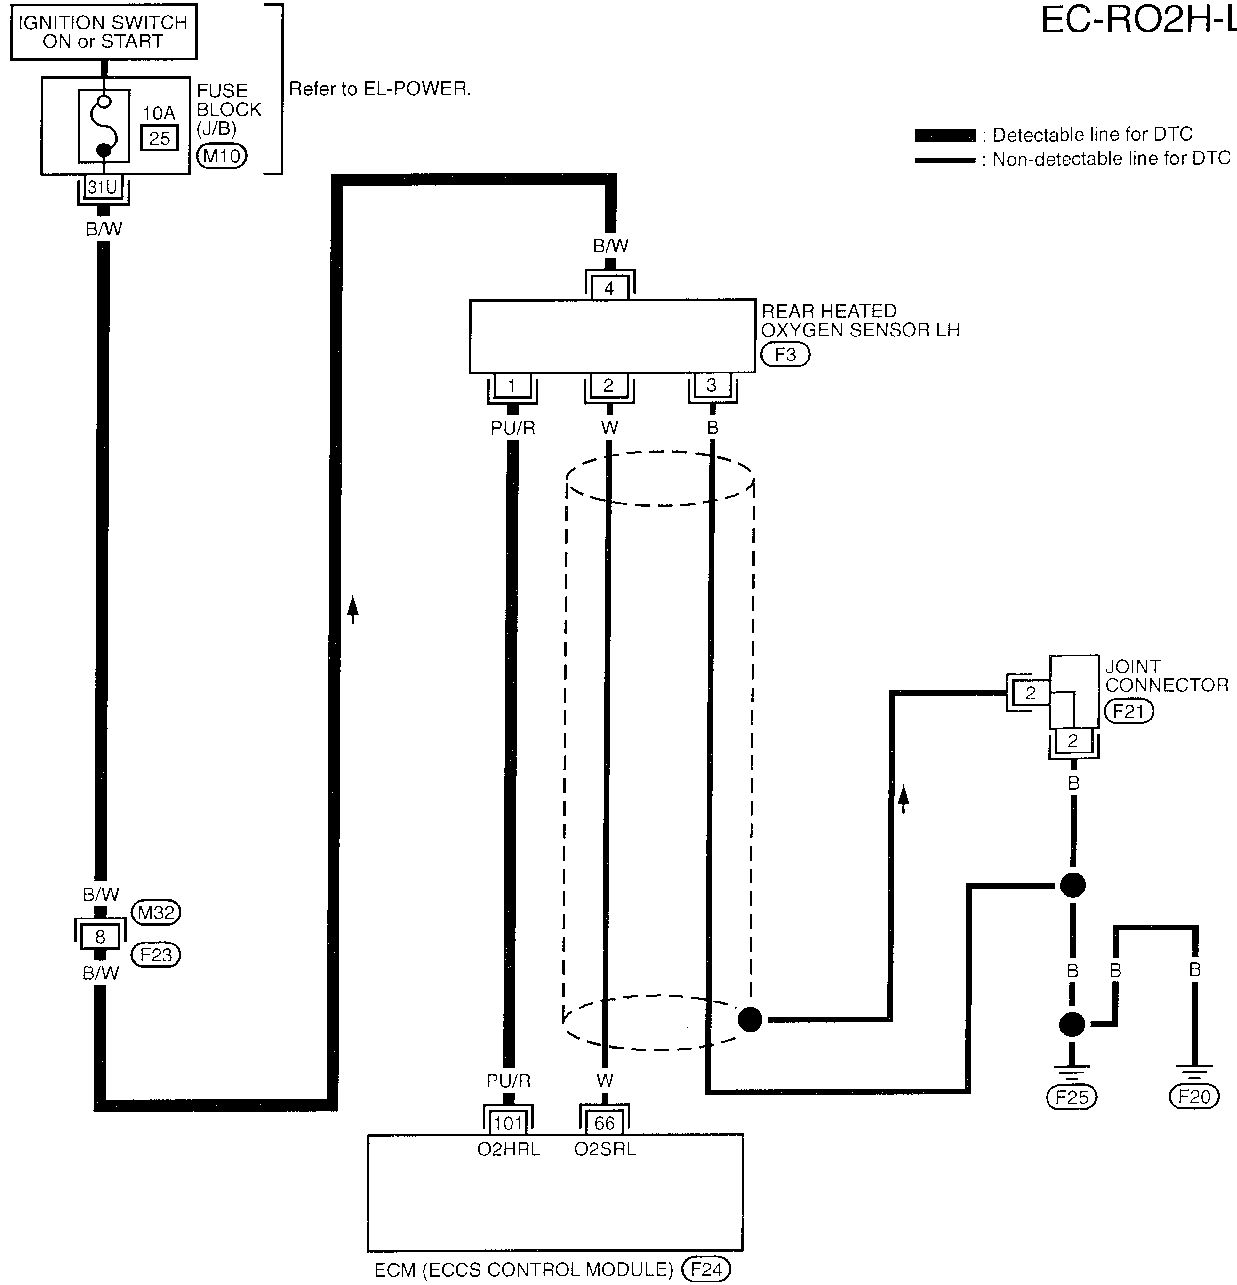 EC-RO2H-L
IGNITION SWITCH
ON or START
FUSE
BLOCK
(J/B)
M10
10A
25
31U
Refer to EL-POWER.
: Detectable line for DTC
: Non-detectable line for DTC
B/W
B/W
4
REAR HEATED
OXYGEN SENSOR LH
F3
1
2
3
PU/R
W
B
JOINT
CONNECTOR
F21
2
2
B
B/W
M32
8
F23
B/W
B
B
B
PU/R
W
F25
F20
101
66
O2HRL
O2SRL
ECM (ECCS CONTROL MODULE)
F24